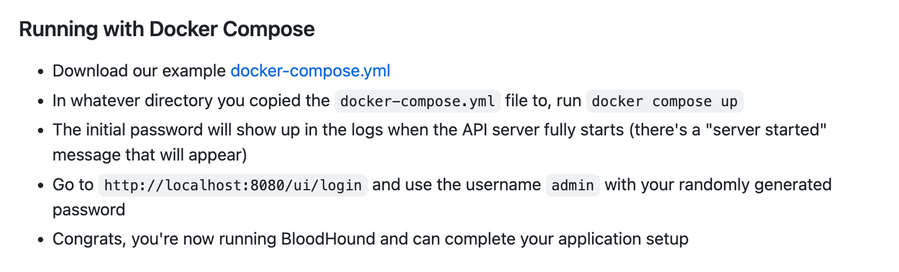 Running with Docker Compose
• Download our example docker-compose.yml
• In whatever directory you copied the docker-compose.yml file to, run docker compose up
• The initial password will show up in the logs when the API server fully starts (there's a "server started"
message that will appear)
• Go to http://localhost:8080/ui/login and use the username admin with your randomly generated
password
• Congrats, you're now running BloodHound and can complete your application setup